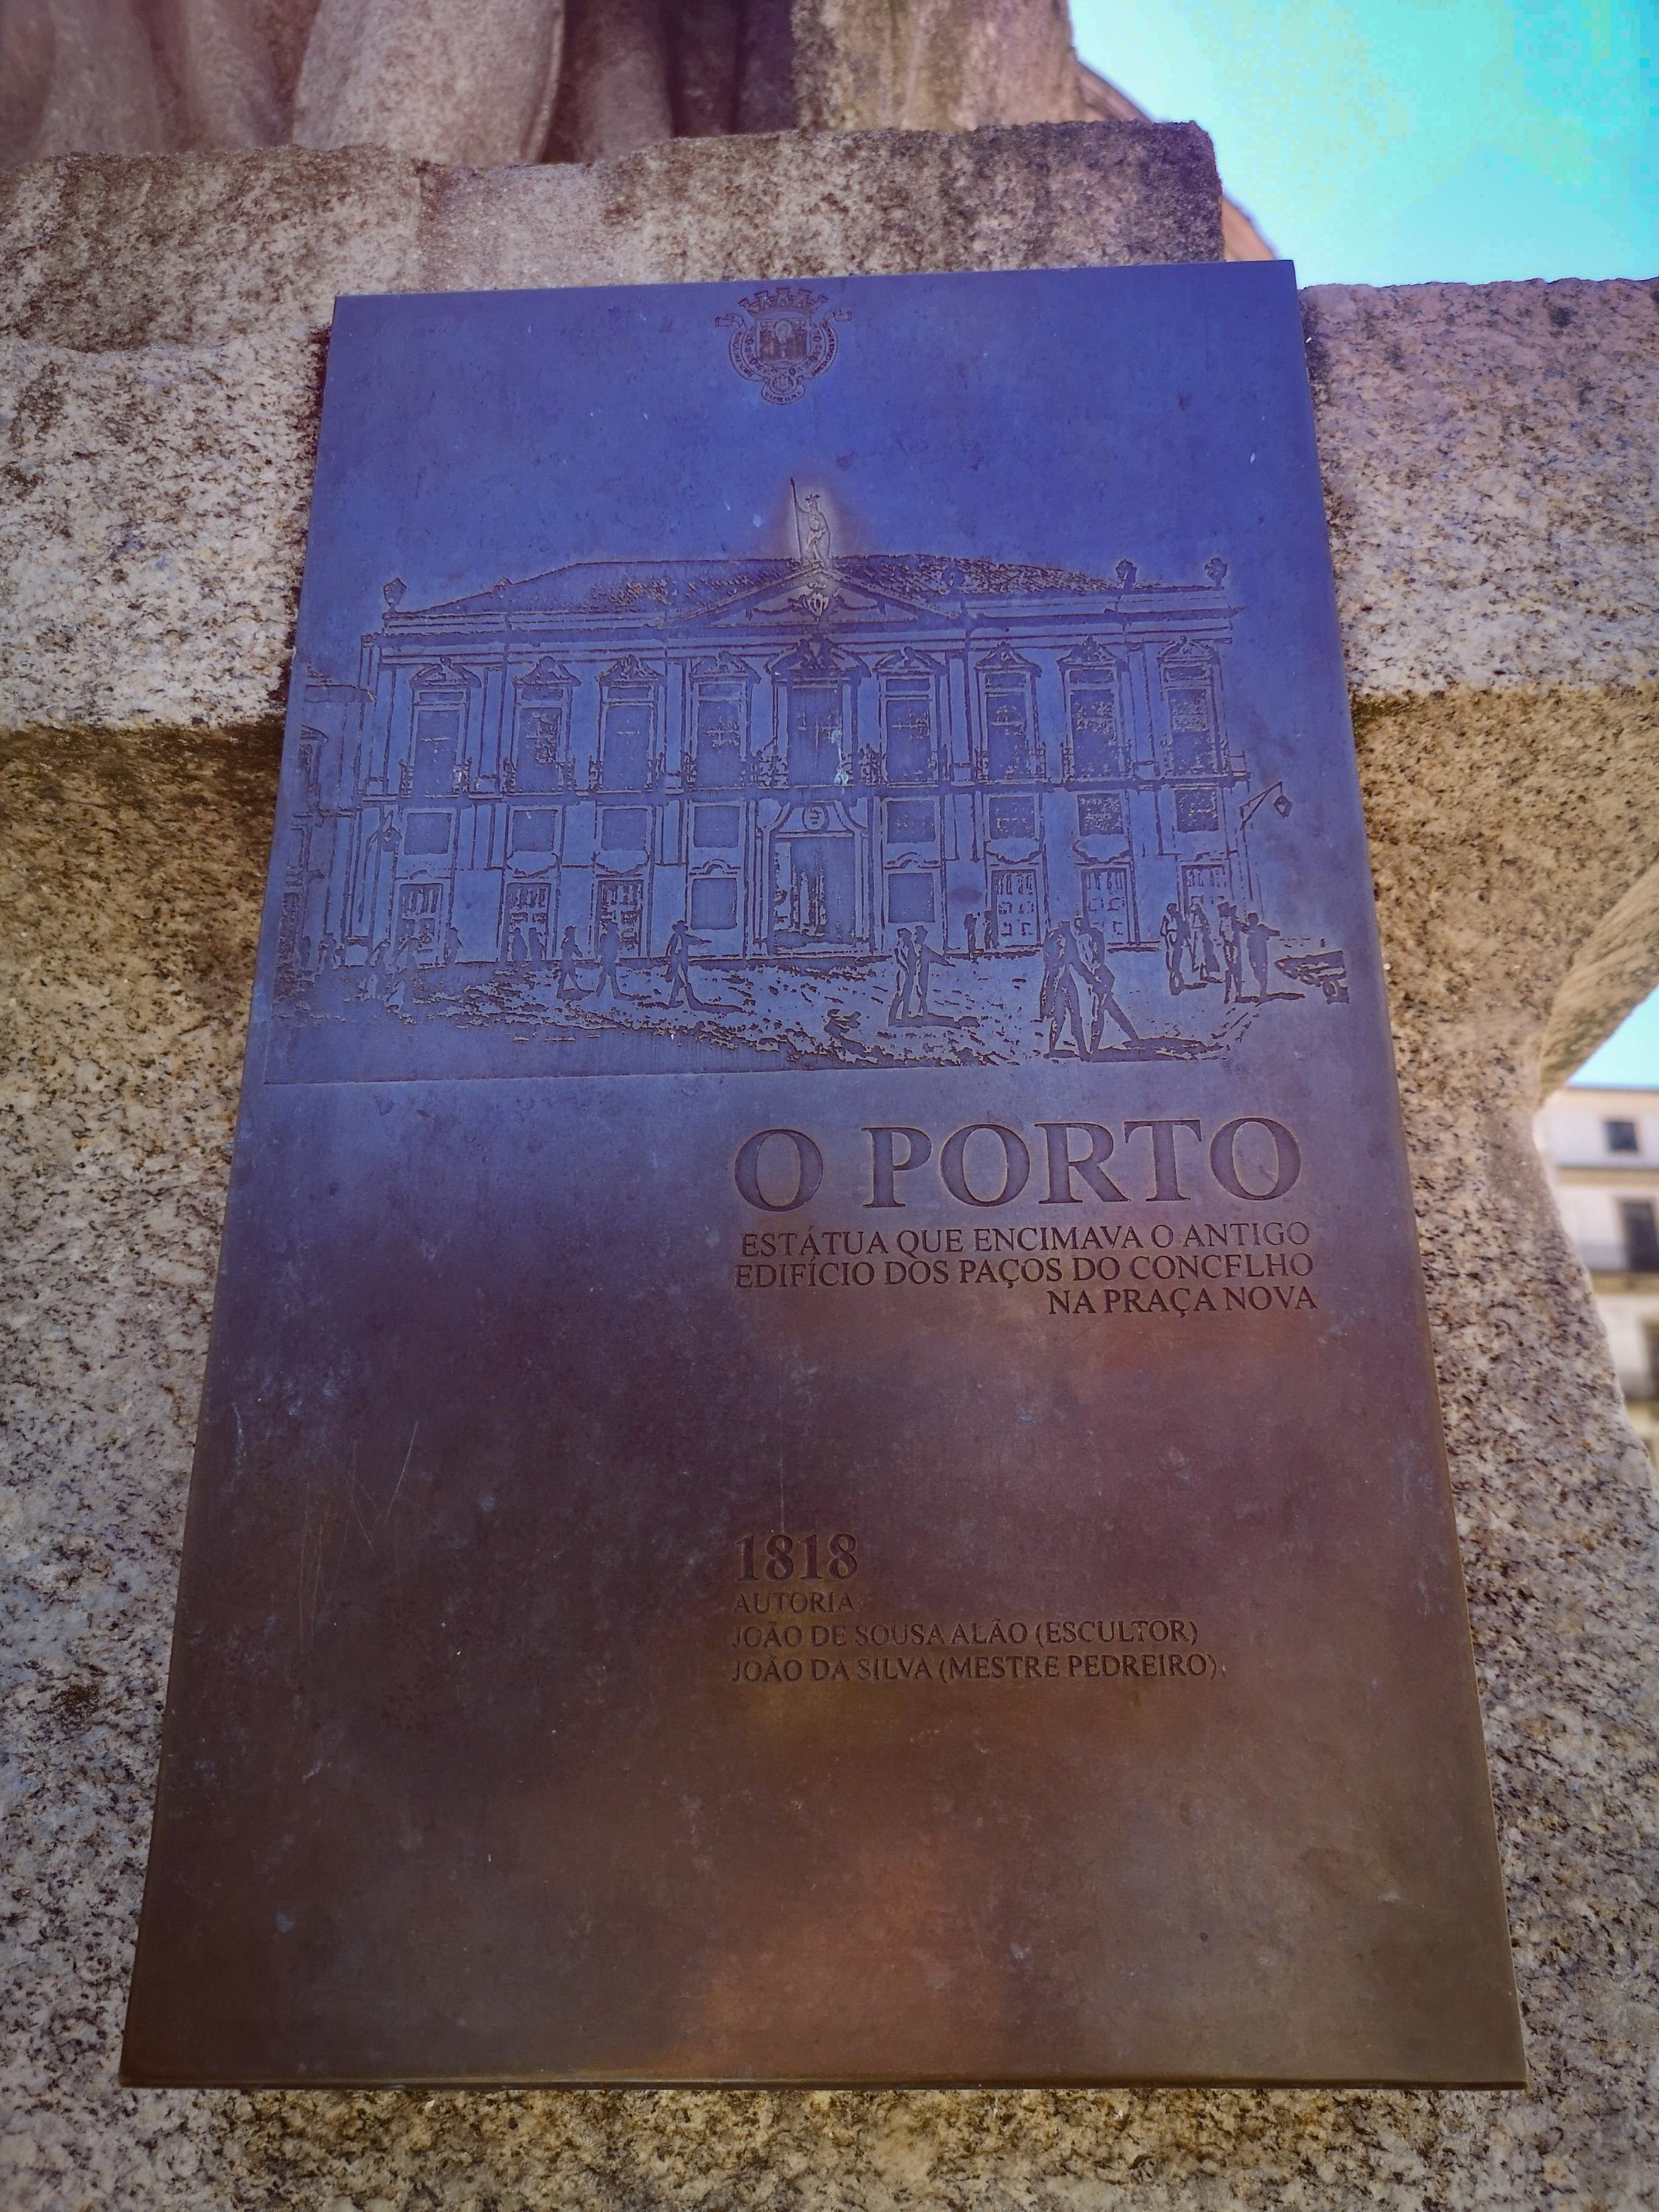 O PORTO
ESTÁTUA QUE ENCIMAVA O ANTIGO
EDIFÍCIO DOS PAÇOS DO CONCELHO
NA PRAÇA NOVA
1818
AUTORIA
JOÃO DE SOUSA ALÃO (ESCULTOR)
JOÃO DA SILVA (MESTRE PEDREIRO)